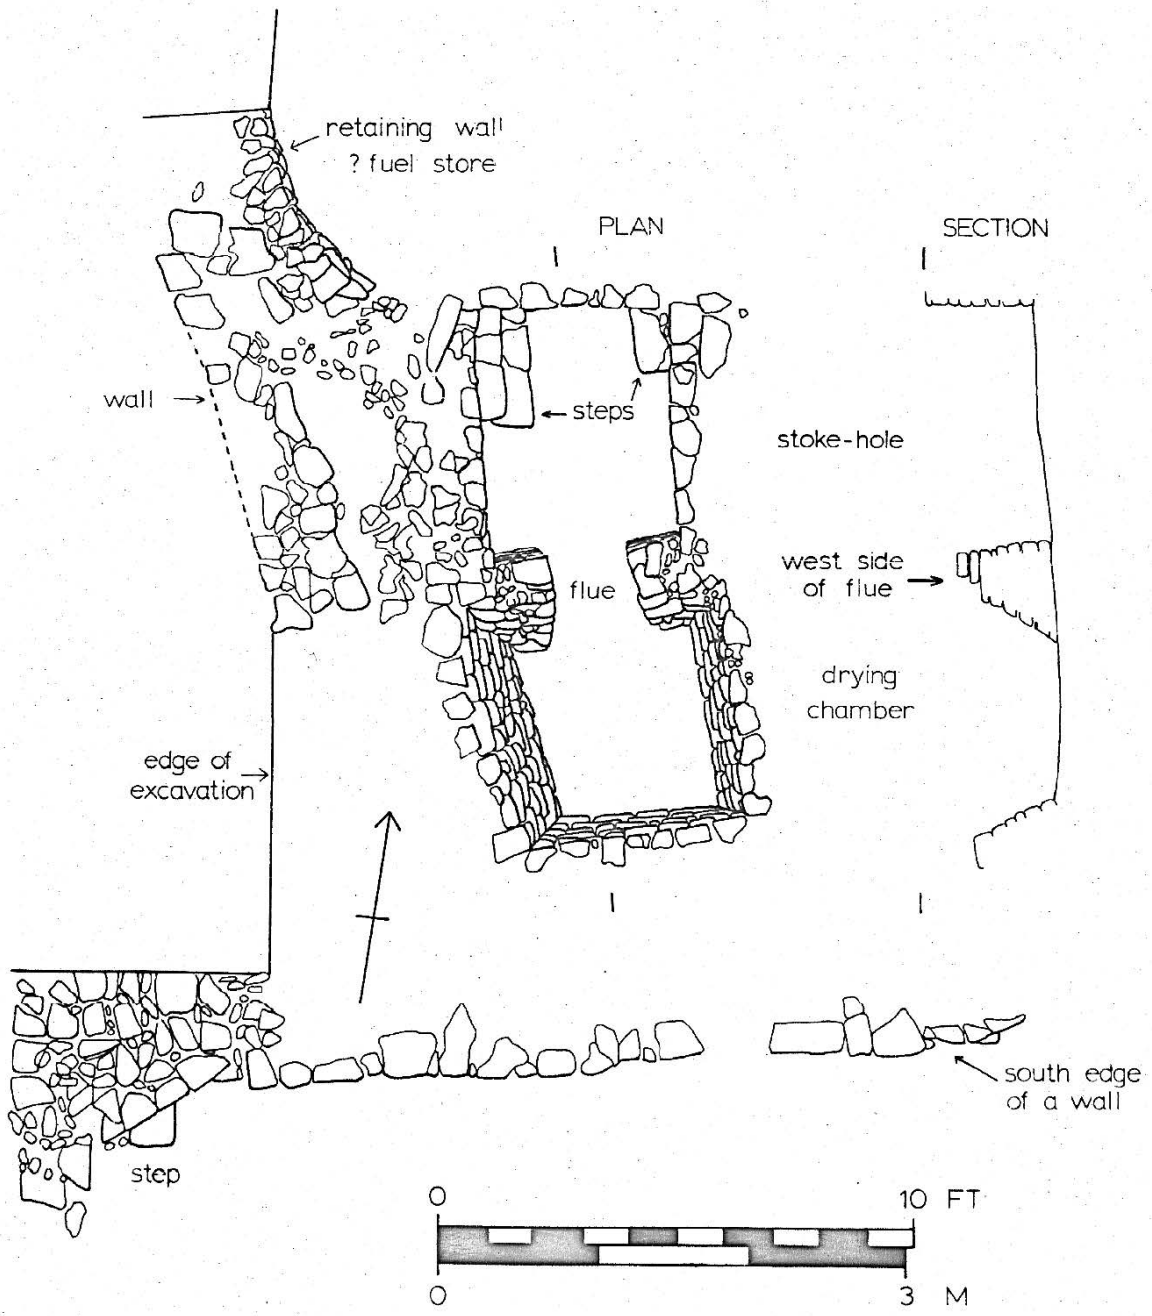 retaining wall
? fuel store
PLAN
SECTION
wall
steps
stoke-hole
west side
of flue
flue
drying
chamber
edge of
excavation
south edge
of a wall
step
0 10 FT
0 3 M